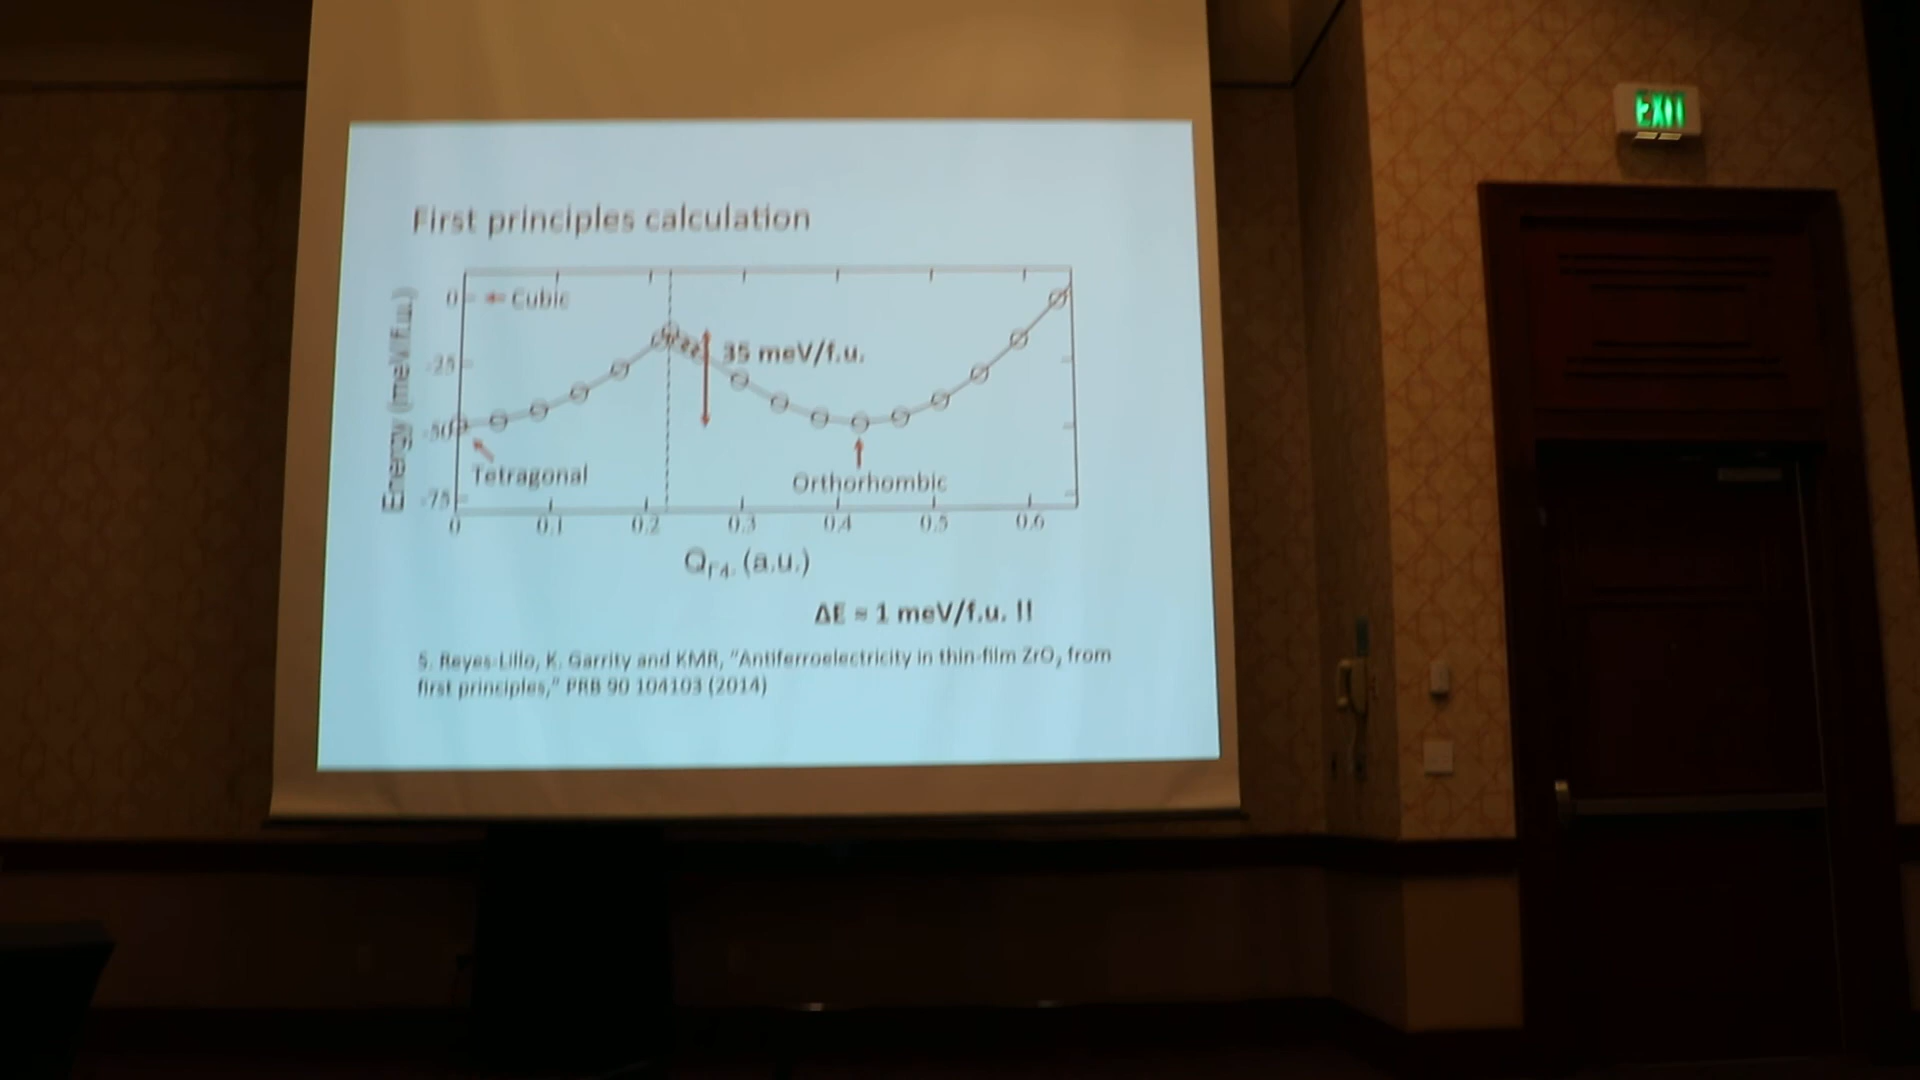 EXIT
First principles calculation
0
Cubic
-25
35 meV/f.u.
-50
Tetragonal
Orthorhombic
-75
Energy (meV/f.u.)
0 0.1 0.2 0.3 0.4 0.5 0.6
QΓ4- (a.u.)
ΔE ≈ 1 meV/f.u. !!
S. Reyes-Lillo, K. Garrity and KMR, "Antiferroelectricity in thin-film ZrO₂ from
first principles," PRB 90 104103 (2014)